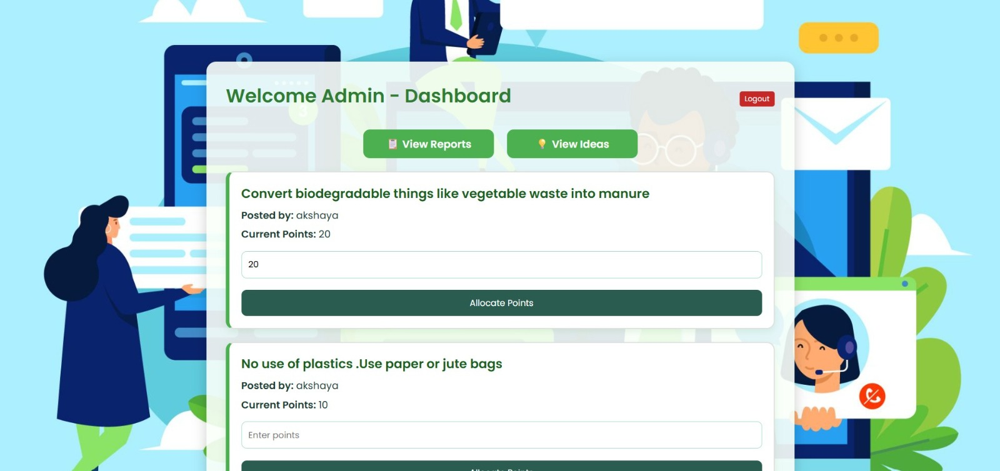 Welcome Admin - Dashboard
Logout
View Reports
View Ideas
Convert biodegradable things like vegetable waste into manure
Posted by: akshaya
Current Points: 20
20
Allocate Points
No use of plastics .Use paper or jute bags
Posted by: akshaya
Current Points: 10
Enter points